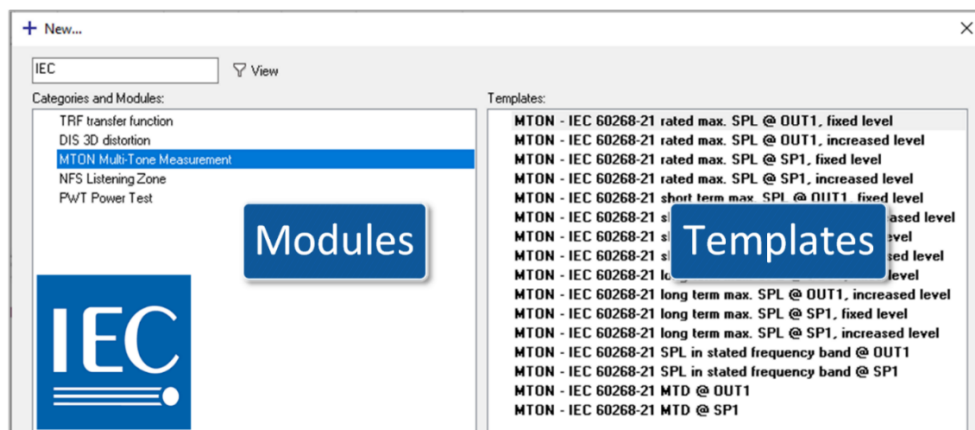 + New...
IEC
View
Categories and Modules:
TRF transfer function
DIS 3D distortion
MTON Multi-Tone Measurement
NFS Listening Zone
PWT Power Test
Modules
IEC
Templates:
MTON - IEC 60268-21 rated max. SPL @ OUT1, fixed level
MTON - IEC 60268-21 rated max. SPL @ OUT1, increased level
MTON - IEC 60268-21 rated max. SPL @ SP1, fixed level
MTON - IEC 60268-21 rated max. SPL @ SP1, increased level
MTON - IEC 60268-21 short term max. SPL @ OUT1, fixed level
MTON - IEC 60268-21 level
MTON - IEC 60268-21
MTON - IEC 60268-21 level
MTON - IEC 60268-21 level
MTON - IEC 60268-21 long term max. SPL @ OUT1, increased level
MTON - IEC 60268-21 long term max. SPL @ SP1, fixed level
MTON - IEC 60268-21 long term max. SPL @ SP1, increased level
MTON - IEC 60268-21 SPL in stated frequency band @ OUT1
MTON - IEC 60268-21 SPL in stated frequency band @ SP1
MTON - IEC 60268-21 MTD @ OUT1
MTON - IEC 60268-21 MTD @ SP1
Templates